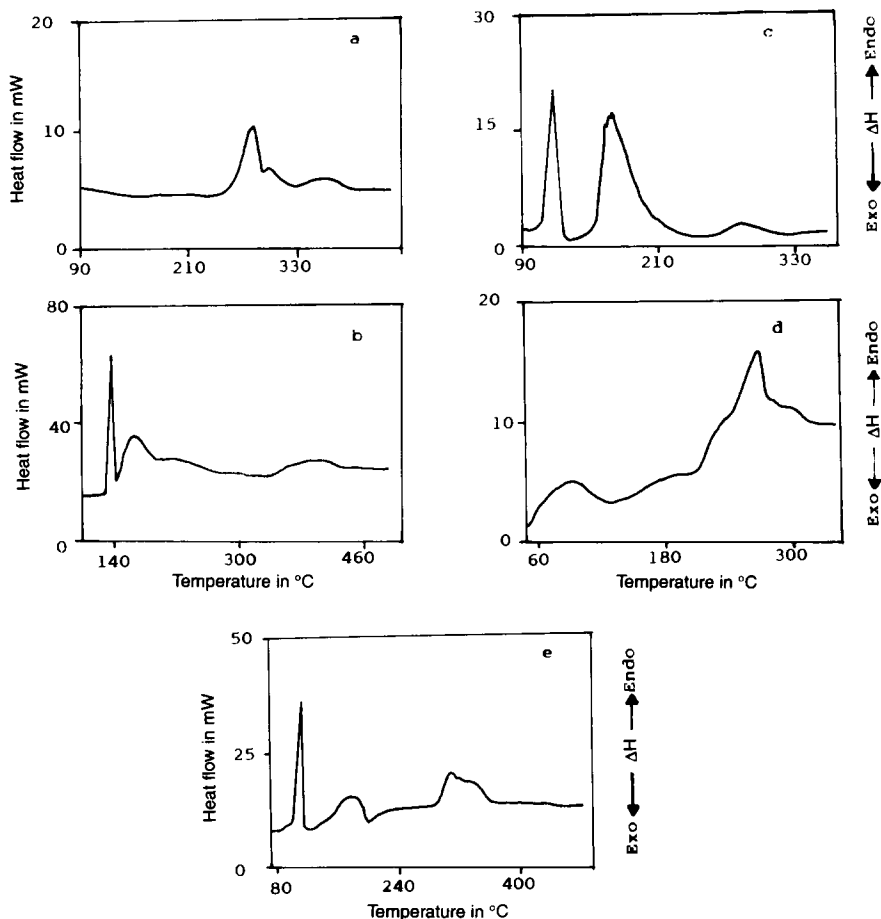 20
a
Heat flow in mW
10
0
90 210 330
30
c
15
0
90 210 330
Exo ΔH Endo
80
b
Heat flow in mW
40
0
140 300 460
Temperature in °C
20
d
10
0
60 180 300
Temperature in °C
Exo ΔH Endo
50
e
Heat flow in mW
25
0
80 240 400
Temperature in °C
Exo ΔH Endo